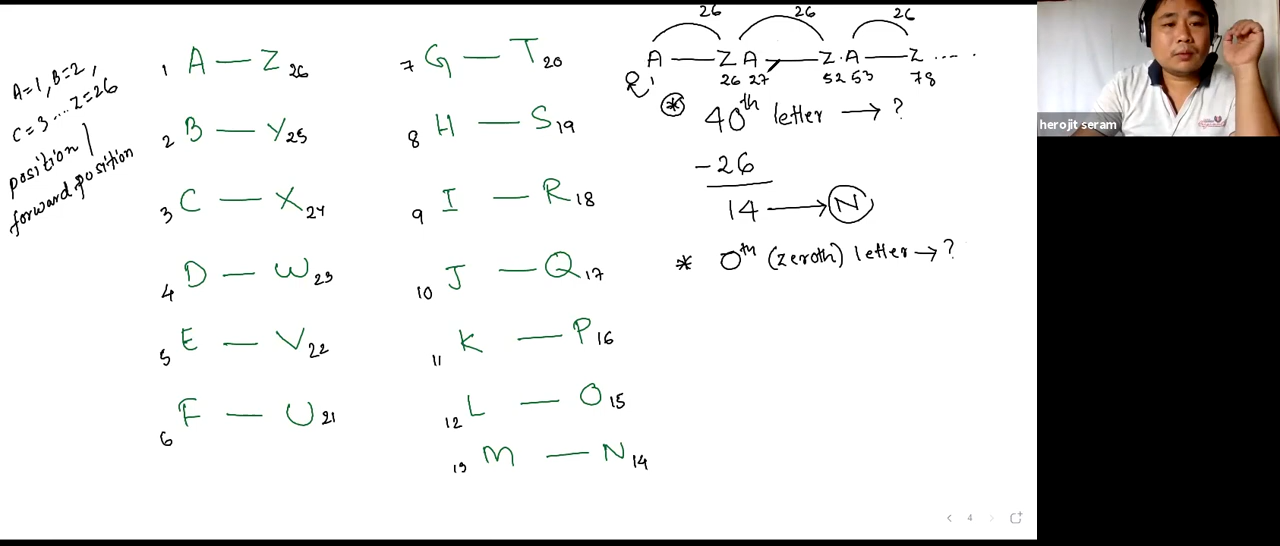 A=1, B=2,
C=3 .... Z=26
position /
forward position
1 A — Z 26
2 B — Y 25
3 C — X 24
4 D — W 23
5 E — V 22
6 F — U 21
7 G — T 20
8 H — S 19
9 I — R 18
10 J — Q 17
11 K — P 16
12 L — O 15
13 M — N 14
26 26 26
A — Z A — Z A — Z ....
1 26 27 52 53 78
* 40th letter → ?
-26
14 → N
* 0th (zeroth) letter → ?
herojit seram
4